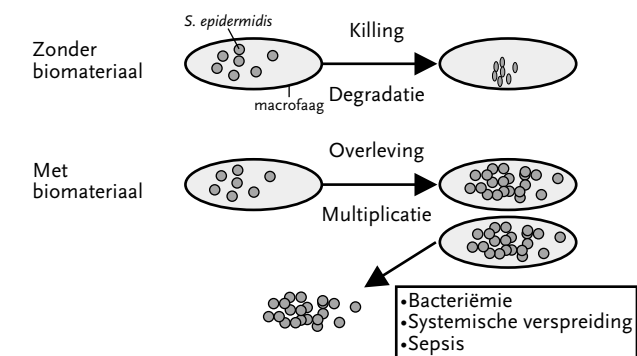 S. epidermidis
Zonder
biomateriaal
Killing
macrofaag
Degradatie
Met
biomateriaal
Overleving
Multiplicatie
•Bacteriëmie
•Systemische verspreiding
•Sepsis